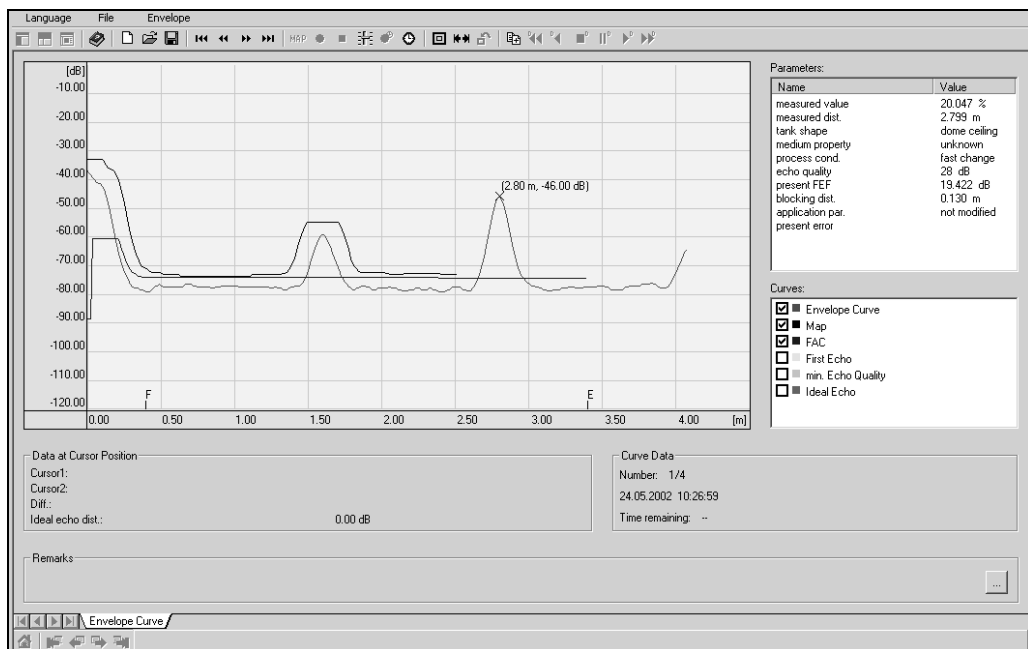 Language File Envelope
MAP
[dB]
-10.00
-20.00
-30.00
-40.00
-50.00
-60.00
-70.00
-80.00
-90.00
-100.00
-110.00
-120.00
(2.80 m, -46.00 dB)
F
E
0.00 0.50 1.00 1.50 2.00 2.50 3.00 3.50 4.00 [m]
Parameters:
Name Value
measured value 20.047 %
measured dist. 2.799 m
tank shape dome ceiling
medium property unknown
process cond. fast change
echo quality 28 dB
present FEF 19.422 dB
blocking dist. 0.130 m
application par. not modified
present error
Curves:
Envelope Curve
Map
FAC
First Echo
min. Echo Quality
Ideal Echo
Data at Cursor Position
Cursor1:
Cursor2:
Diff.:
Ideal echo dist.: 0.00 dB
Curve Data
Number: 1/4
24.05.2002 10:26:59
Time remaining: --
Remarks
...
Envelope Curve